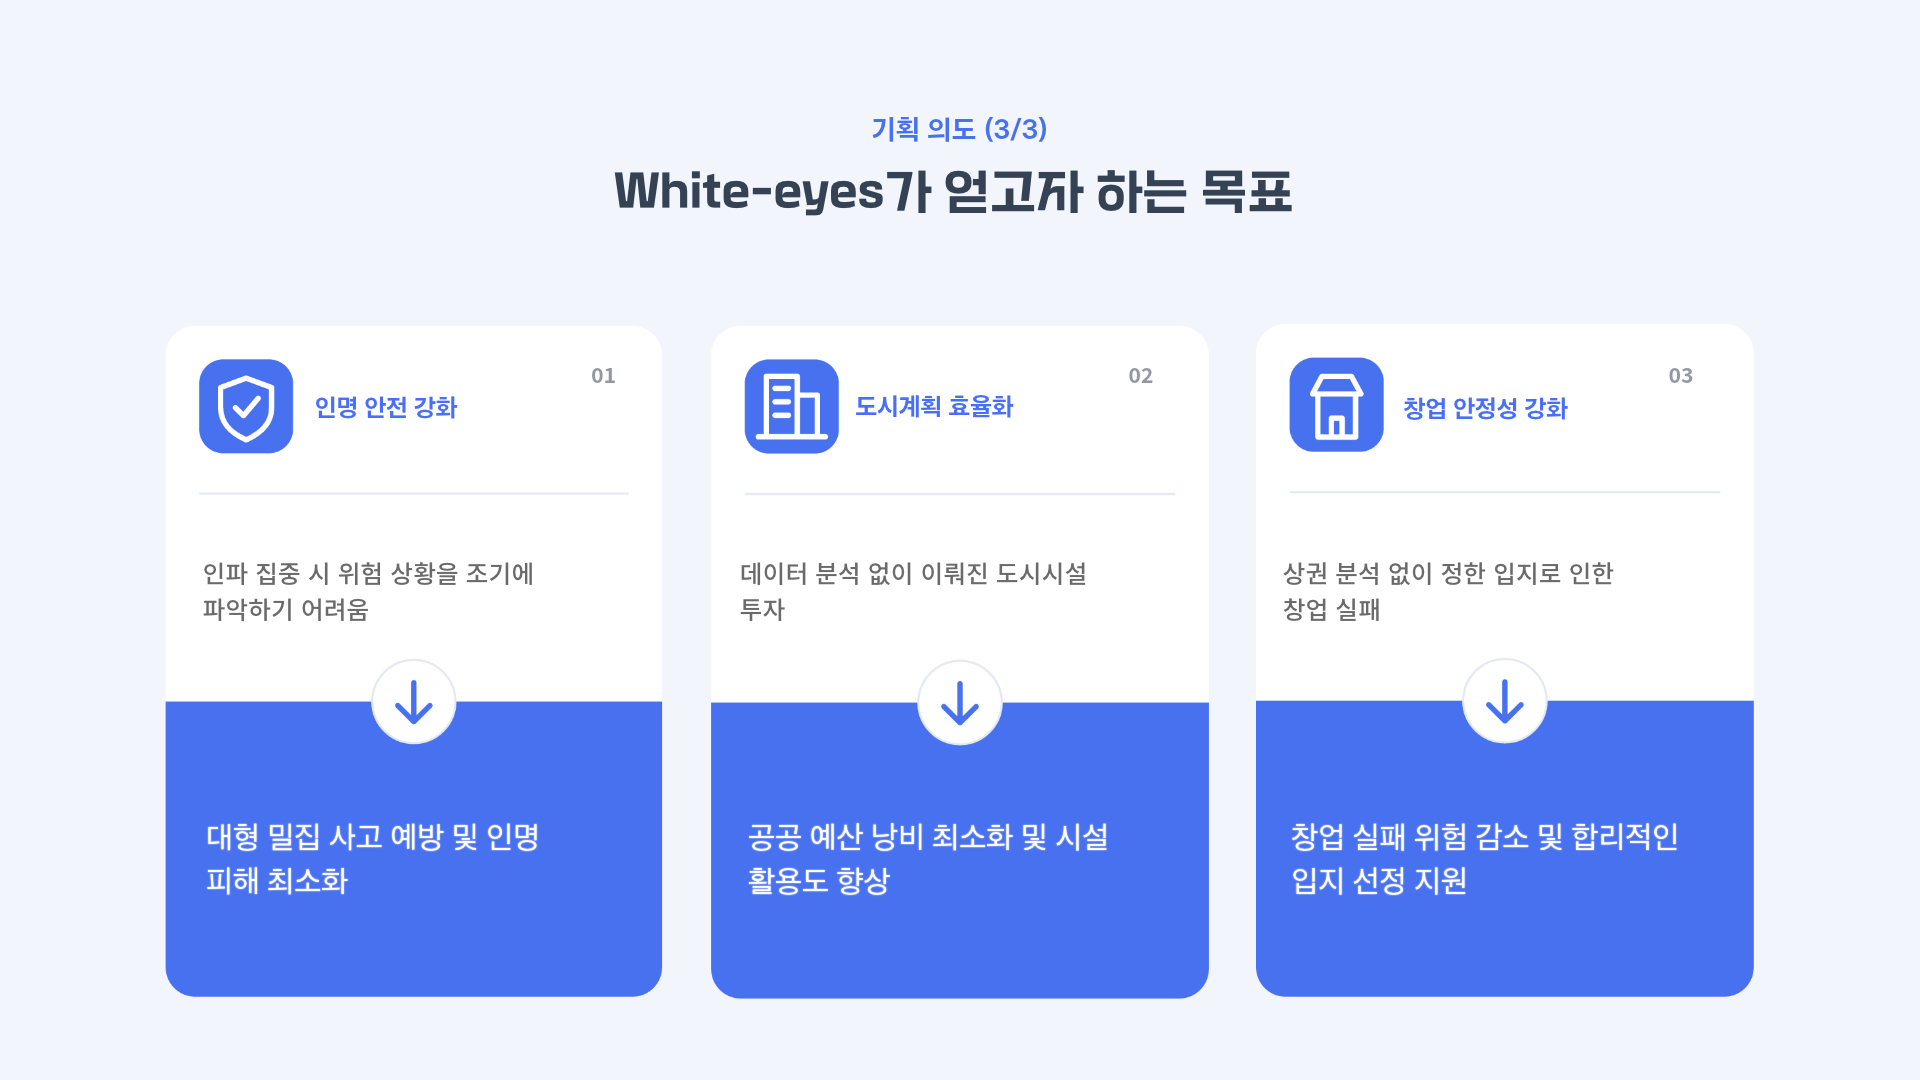 기획 의도 (3/3)
White-eyes가 얻고자 하는 목표
01
인명 안전 강화
인파 집중 시 위험 상황을 조기에
파악하기 어려움
대형 밀집 사고 예방 및 인명
피해 최소화
02
도시계획 효율화
데이터 분석 없이 이뤄진 도시시설
투자
공공 예산 낭비 최소화 및 시설
활용도 향상
03
창업 안정성 강화
상권 분석 없이 정한 입지로 인한
창업 실패
창업 실패 위험 감소 및 합리적인
입지 선정 지원